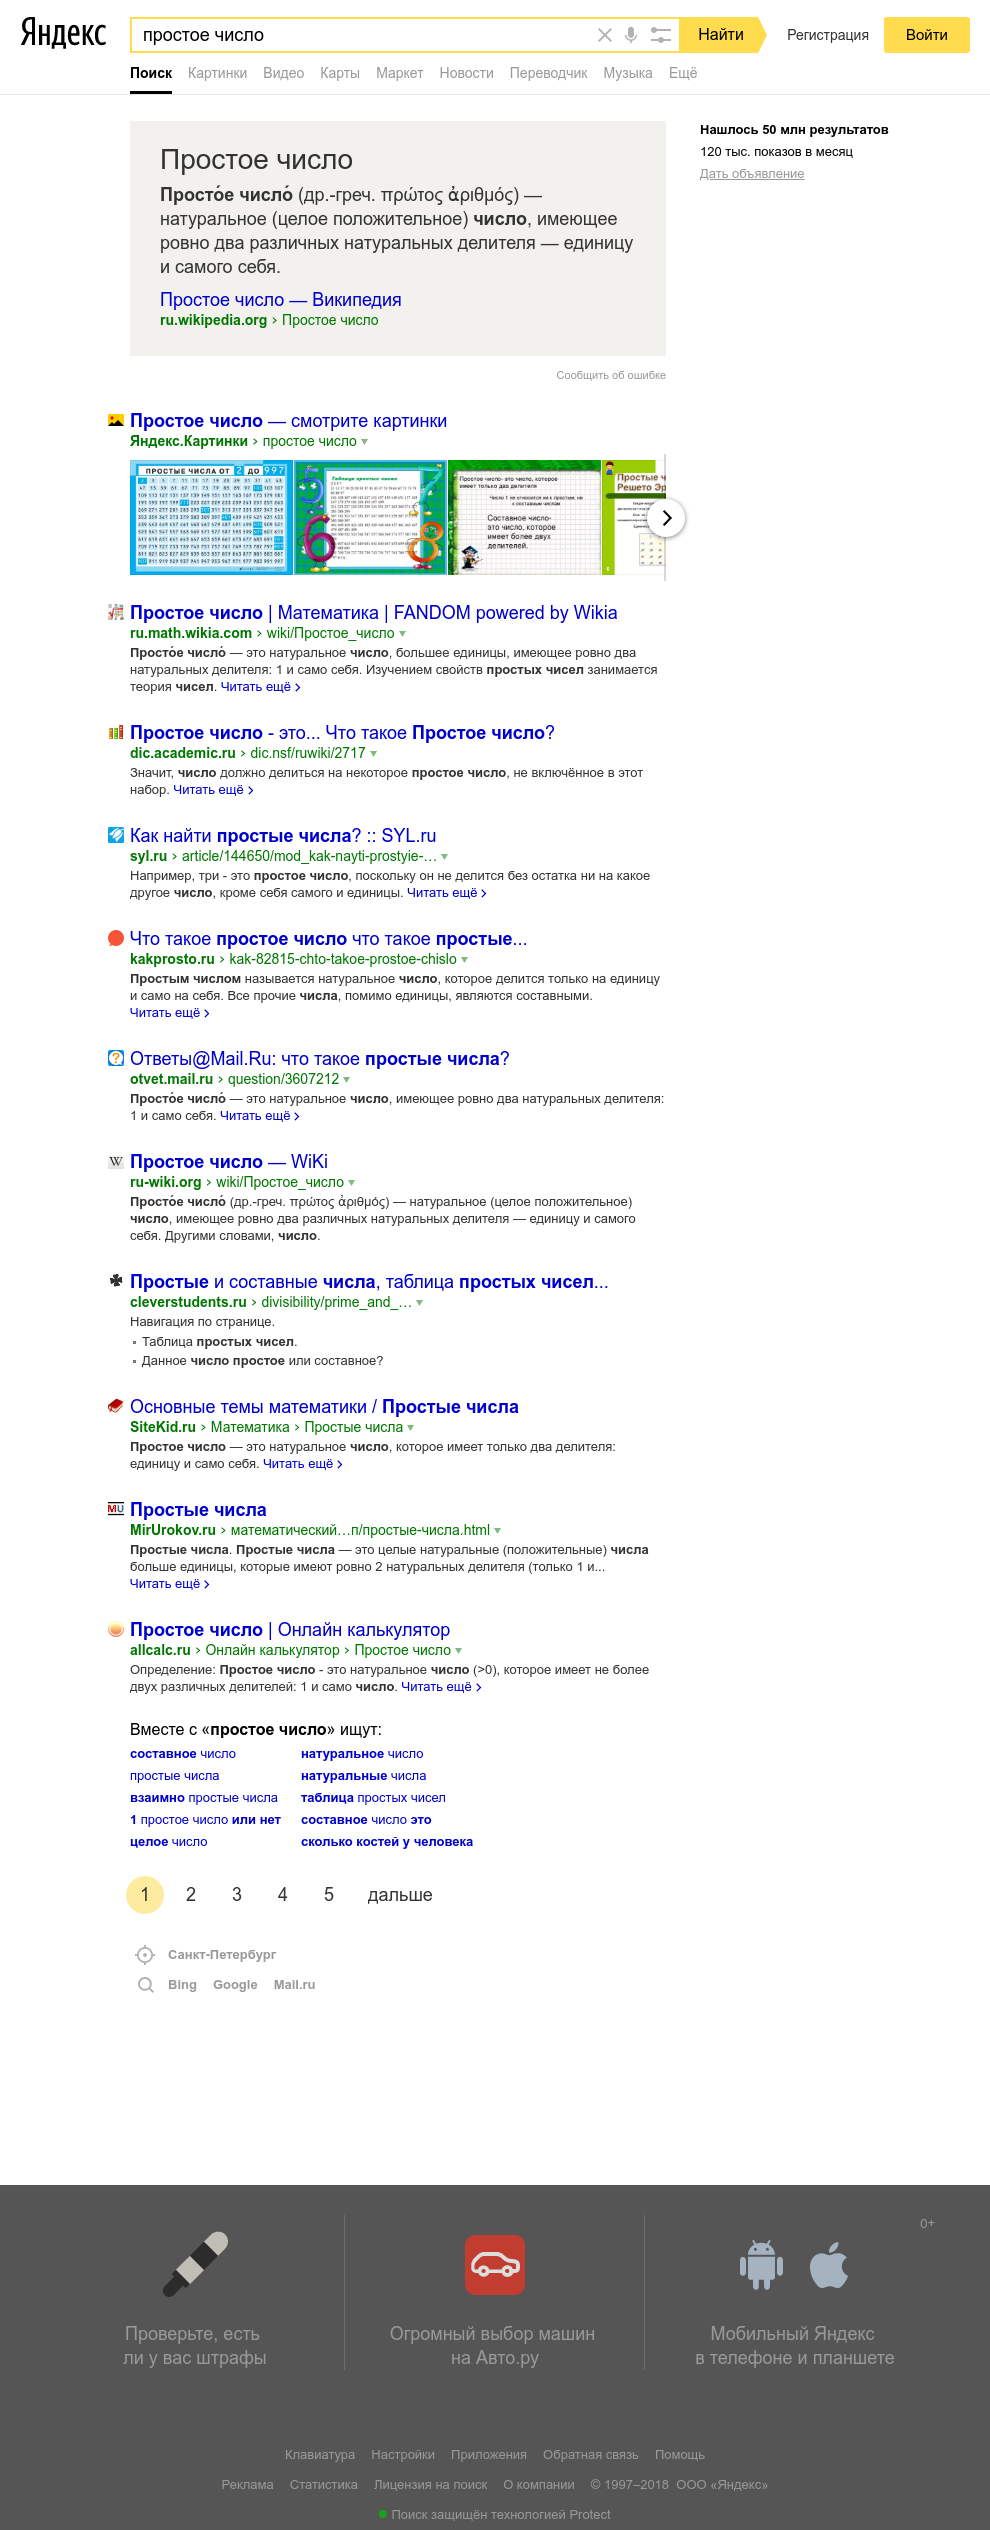 Яндекс
простое число
Найти
Регистрация
Войти
Поиск Картинки Видео Карты Маркет Новости Переводчик Музыка Ещё
Нашлось 50 млн результатов
120 тыс. показов в месяц
Дать объявление
Простое число
Просто́е число́ (др.-греч. πρώτος ἀριθμός) —
натуральное (целое положительное) число, имеющее
ровно два различных натуральных делителя — единицу
и самого себя.
Простое число — Википедия
ru.wikipedia.org › Простое число
Сообщить об ошибке
Простое число — смотрите картинки
Яндекс.Картинки › простое число
ПРОСТЫЕ ЧИСЛА ОТ 2 ДО 997
Таблица простых чисел
Простое число- это число, которое
имеет только два делителя
Число 1 не относится ни к простым, ни
к составным числам
Составное число-
это число, которое
имеет более двух
делителей.
Простые ч
Решето Эр
Простое число | Математика | FANDOM powered by Wikia
ru.math.wikia.com › wiki/Простое_число
Просто́е число́ — это натуральное число, большее единицы, имеющее ровно два
натуральных делителя: 1 и само себя. Изучением свойств простых чисел занимается
теория чисел. Читать ещё ›
Простое число - это... Что такое Простое число?
dic.academic.ru › dic.nsf/ruwiki/2717
Значит, число должно делиться на некоторое простое число, не включённое в этот
набор. Читать ещё ›
Как найти простые числа? :: SYL.ru
syl.ru › article/144650/mod_kak-nayti-prostyie-…
Например, три - это простое число, поскольку он не делится без остатка ни на какое
другое число, кроме себя самого и единицы. Читать ещё ›
Что такое простое число что такое простые...
kakprosto.ru › kak-82815-chto-takoe-prostoe-chislo
Простым числом называется натуральное число, которое делится только на единицу
и само на себя. Все прочие числа, помимо единицы, являются составными.
Читать ещё ›
Ответы@Mail.Ru: что такое простые числа?
otvet.mail.ru › question/3607212
Просто́е число́ — это натуральное число, имеющее ровно два натуральных делителя:
1 и само себя. Читать ещё ›
W
Простое число — WiKi
ru-wiki.org › wiki/Простое_число
Просто́е число́ (др.-греч. πρώτος ἀριθμός) — натуральное (целое положительное)
число, имеющее ровно два различных натуральных делителя — единицу и самого
себя. Другими словами, число.
Простые и составные числа, таблица простых чисел...
cleverstudents.ru › divisibility/prime_and_…
Навигация по странице.
▪ Таблица простых чисел.
▪ Данное число простое или составное?
Основные темы математики / Простые числа
SiteKid.ru › Математика › Простые числа
Простое число — это натуральное число, которое имеет только два делителя:
единицу и само себя. Читать ещё ›
MU
Простые числа
MirUrokov.ru › математический…п/простые-числа.html
Простые числа. Простые числа — это целые натуральные (положительные) числа
больше единицы, которые имеют ровно 2 натуральных делителя (только 1 и...
Читать ещё ›
Простое число | Онлайн калькулятор
allcalc.ru › Онлайн калькулятор › Простое число
Определение: Простое число - это натуральное число (>0), которое имеет не более
двух различных делителей: 1 и само число. Читать ещё ›
Вместе с «простое число» ищут:
составное число натуральное число
простые числа натуральные числа
взаимно простые числа таблица простых чисел
1 простое число или нет составное число это
целое число сколько костей у человека
1 2 3 4 5 дальше
Санкт-Петербург
Bing Google Mail.ru
0+
Проверьте, есть
ли у вас штрафы
Огромный выбор машин
на Авто.ру
Мобильный Яндекс
в телефоне и планшете
Клавиатура Настройки Приложения Обратная связь Помощь
Реклама Статистика Лицензия на поиск О компании © 1997–2018 ООО «Яндекс»
Поиск защищён технологией Protect